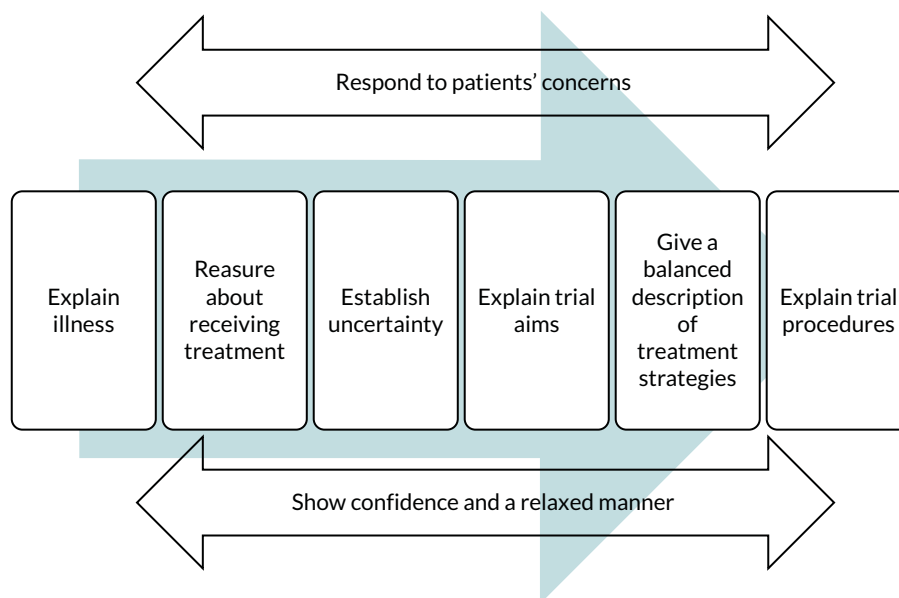 Respond to patients' concerns
Explain
illness
Reasure
about
receiving
treatment
Establish
uncertainty
Explain trial
aims
Give a
balanced
description
of
treatment
strategies
Explain trial
procedures
Show confidence and a relaxed manner